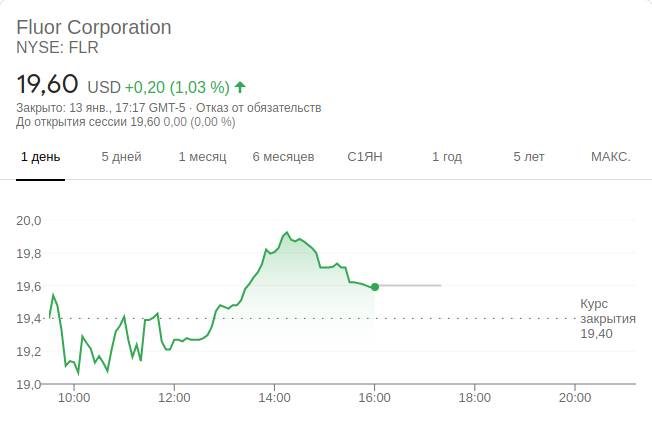 Fluor Corporation
NYSE: FLR
19,60 USD +0,20 (1,03 %)
Закрыто: 13 янв., 17:17 GMT-5 · Отказ от обязательств
До открытия сессии 19,60 0,00 (0,00 %)
1 день 5 дней 1 месяц 6 месяцев С1ЯН 1 год 5 лет МАКС.
20,0
19,8
19,6
19,4
19,2
19,0
Курс
закрытия
19,40
10:00 12:00 14:00 16:00 18:00 20:00